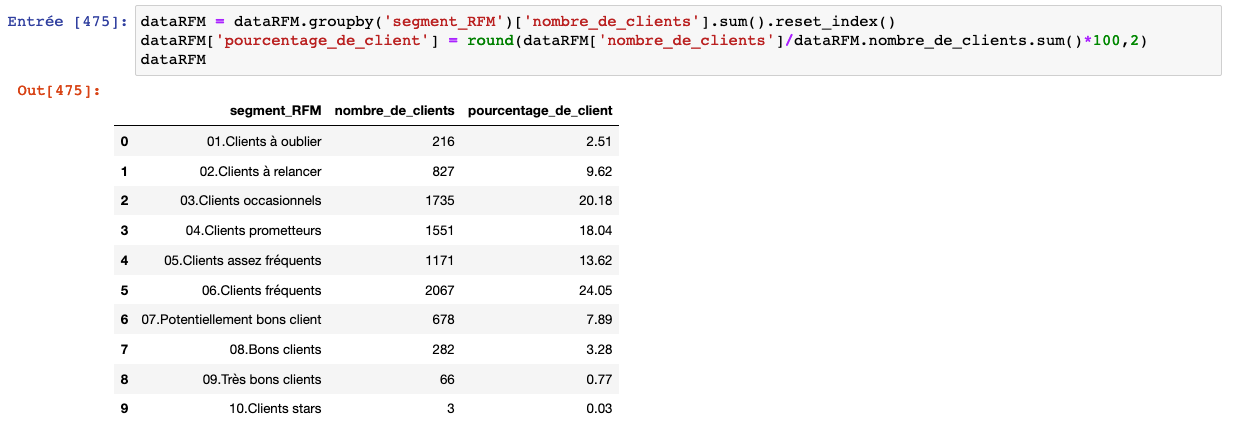 Entrée [475]: dataRFM = dataRFM.groupby('segment_RFM')['nombre_de_clients'].sum().reset_index()
dataRFM['pourcentage_de_client'] = round(dataRFM['nombre_de_clients']/dataRFM.nombre_de_clients.sum()*100,2)
dataRFM
Out[475]:
segment_RFM nombre_de_clients pourcentage_de_client
0 01.Clients à oublier 216 2.51
1 02.Clients à relancer 827 9.62
2 03.Clients occasionnels 1735 20.18
3 04.Clients prometteurs 1551 18.04
4 05.Clients assez fréquents 1171 13.62
5 06.Clients fréquents 2067 24.05
6 07.Potentiellement bons client 678 7.89
7 08.Bons clients 282 3.28
8 09.Très bons clients 66 0.77
9 10.Clients stars 3 0.03